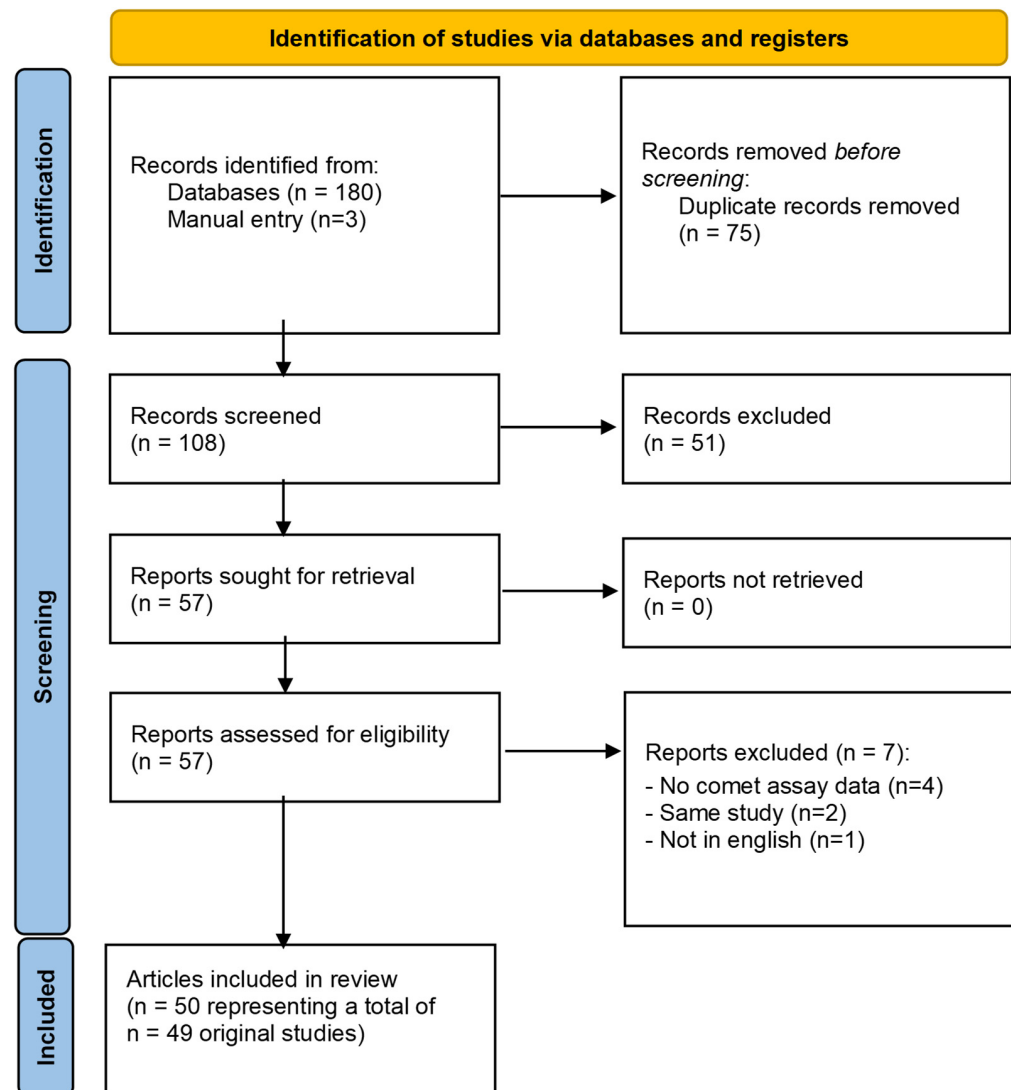 Identification of studies via databases and registers
Identification
Records identified from:
Databases (n = 180)
Manual entry (n=3)
Records removed before
screening:
Duplicate records removed
(n = 75)
Screening
Records screened
(n = 108)
Records excluded
(n = 51)
Reports sought for retrieval
(n = 57)
Reports not retrieved
(n = 0)
Reports assessed for eligibility
(n = 57)
Reports excluded (n = 7):
- No comet assay data (n=4)
- Same study (n=2)
- Not in english (n=1)
Included
Articles included in review
(n = 50 representing a total of
n = 49 original studies)